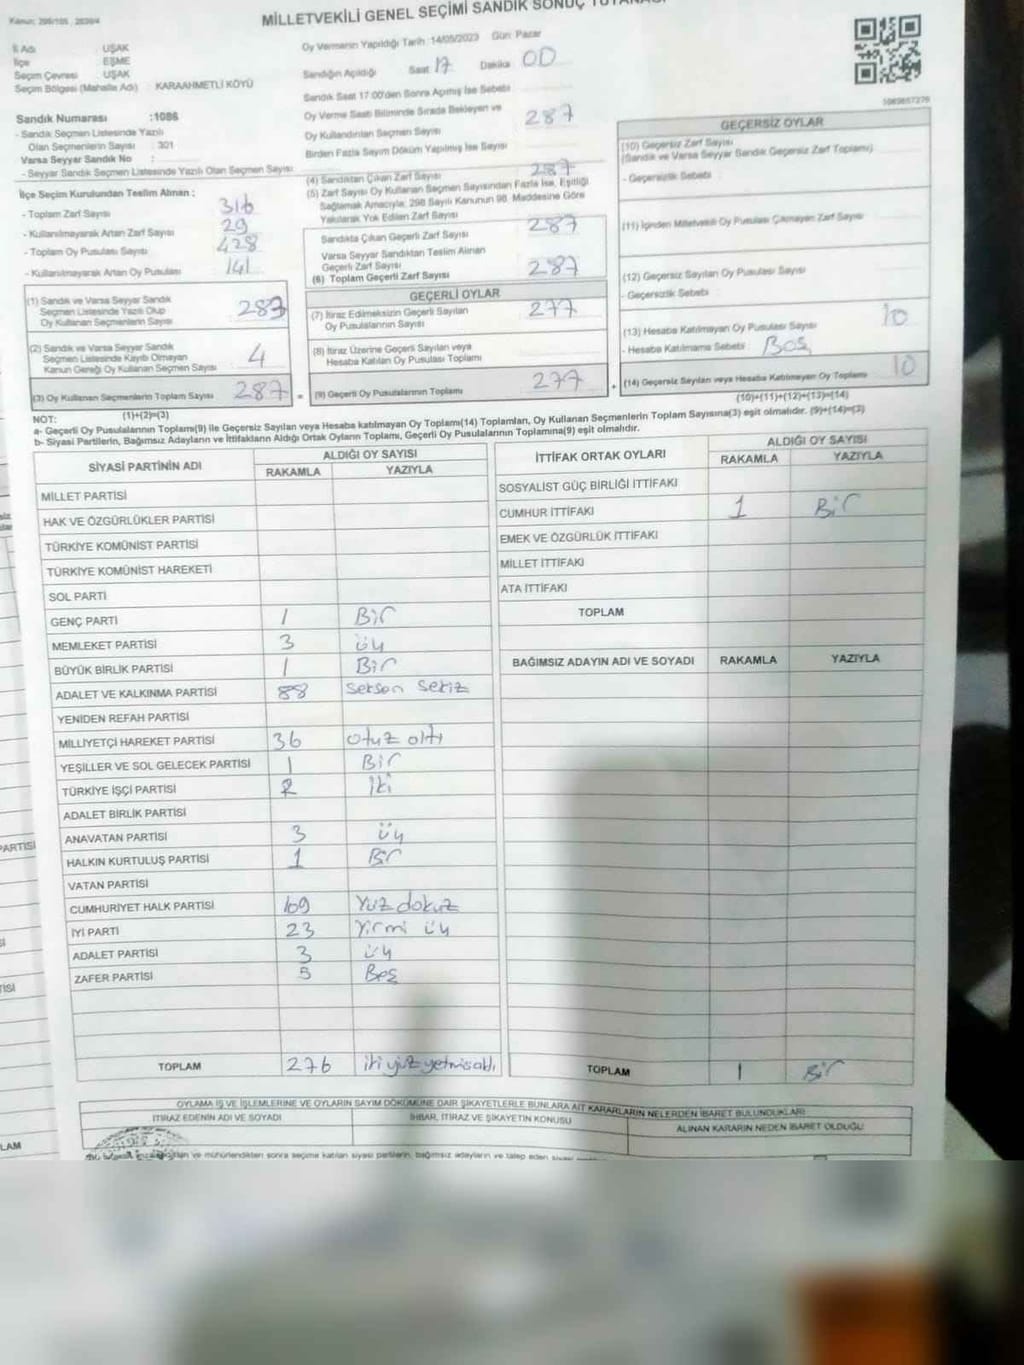 Kanun: 298/105 , 2839/4
MİLLETVEKİLİ GENEL SEÇİMİ SANDIK SONUÇ TUTANAĞI
İl Adı : UŞAK
İlçe : EŞME
Seçim Çevresi : UŞAK
Seçim Bölgesi (Mahalle Adı) : KARAAHMETLİ KÖYÜ
Oy Vermenin Yapıldığı Tarih :14/05/2023 Gün: Pazar
Sandığın Açıldığı Saat 17 Dakika 00
Sandık Saat 17:00'den Sonra Açılmış İse Sebebi
Sandık Numarası :1086
- Sandık Seçmen Listesinde Yazılı
Olan Seçmenlerin Sayısı : 301
Varsa Seyyar Sandık No :
- Seyyar Sandık Seçmen Listesinde Yazılı Olan Seçmen Sayısı:
Oy Verme Saati Bitiminde Sırada Bekleyen ve
Oy Kullandırılan Seçmen Sayısı 287
Birden Fazla Sayım Döküm Yapılmış İse Sayısı
İlçe Seçim Kurulundan Teslim Alınan :
- Toplam Zarf Sayısı 316
- Kullanılmayarak Artan Zarf Sayısı 29
- Toplam Oy Pusulası Sayısı 428
- Kullanılmayarak Artan Oy Pusulası 141
(1) Sandık ve Varsa Seyyar Sandık
Seçmen Listesinde Yazılı Olup
Oy Kullanan Seçmenlerin Sayısı 283
(2) Sandık ve Varsa Seyyar Sandık
Seçmen Listesinde Kaydı Olmayan
Kanun Gereği Oy Kullanan Seçmen Sayısı 4
(3) Oy Kullanan Seçmenlerin Toplam Sayısı 287
(1)+(2)=(3)
(4) Sandıktan Çıkan Zarf Sayısı 287
(5) Zarf Sayısı Oy Kullanan Seçmen Sayısından Fazla İse, Eşitliği
Sağlamak Amacıyla, 298 Sayılı Kanunun 98. Maddesine Göre
Yakılarak Yok Edilen Zarf Sayısı
Sandıkta Çıkan Geçerli Zarf Sayısı 287
Varsa Seyyar Sandıktan Teslim Alınan
Geçerli Zarf Sayısı
(6) Toplam Geçerli Zarf Sayısı 287
GEÇERLİ OYLAR
(7) İtiraz Edilmeksizin Geçerli Sayılan
Oy Pusulalarının Sayısı 277
(8) İtiraz Üzerine Geçerli Sayılan veya
Hesaba Katılan Oy Pusulası Toplamı
(9) Geçerli Oy Pusulalarının Toplamı 277
GEÇERSİZ OYLAR
(10) Geçersiz Zarf Sayısı
(Sandık ve Varsa Seyyar Sandık Geçersiz Zarf Toplamı)
- Geçersizlik Sebebi :
(11) İçinden Milletvekili Oy Pusulası Çıkmayan Zarf Sayısı
(12) Geçersiz Sayılan Oy Pusulası Sayısı
- Geçersizlik Sebebi :
(13) Hesaba Katılmayan Oy Pusulası Sayısı 10
- Hesaba Katılmama Sebebi : BOŞ
(14) Geçersiz Sayılan veya Hesaba Katılmayan Oy Toplamı 10
(10)+(11)+(12)+(13)=(14)
NOT:
a- Geçerli Oy Pusulalarının Toplamı(9) ile Geçersiz Sayılan veya Hesaba katılmayan Oy Toplamı(14) Toplamları, Oy Kullanan Seçmenlerin Toplam Sayısına(3) eşit olmalıdır. (9)+(14)=(3)
b- Siyasi Partilerin, Bağımsız Adayların ve İttifakların Aldığı Ortak Oyların Toplamı, Geçerli Oy Pusulalarının Toplamına(9) eşit olmalıdır.
SİYASİ PARTİNİN ADI ALDIĞI OY SAYISI
RAKAMLA YAZIYLA
MİLLET PARTİSİ
HAK VE ÖZGÜRLÜKLER PARTİSİ
TÜRKİYE KOMÜNİST PARTİSİ
TÜRKİYE KOMÜNİST HAREKETİ
SOL PARTİ
GENÇ PARTİ 1 Bir
MEMLEKET PARTİSİ 3 üç
BÜYÜK BİRLİK PARTİSİ 1 Bir
ADALET VE KALKINMA PARTİSİ 88 seksen sekiz
YENİDEN REFAH PARTİSİ
MİLLİYETÇİ HAREKET PARTİSİ 36 otuz altı
YEŞİLLER VE SOL GELECEK PARTİSİ 1 Bir
TÜRKİYE İŞÇİ PARTİSİ 2 İki
ADALET BİRLİK PARTİSİ
ANAVATAN PARTİSİ 3 üç
HALKIN KURTULUŞ PARTİSİ 1 Bir
VATAN PARTİSİ
CUMHURİYET HALK PARTİSİ 109 Yüz dokuz
İYİ PARTİ 23 Yirmi üç
ADALET PARTİSİ 3 üç
ZAFER PARTİSİ 5 Beş
TOPLAM 276 iki yüz yetmiş altı
İTTİFAK ORTAK OYLARI ALDIĞI OY SAYISI
RAKAMLA YAZIYLA
SOSYALİST GÜÇ BİRLİĞİ İTTİFAKI
CUMHUR İTTİFAKI 1 Bir
EMEK VE ÖZGÜRLÜK İTTİFAKI
MİLLET İTTİFAKI
ATA İTTİFAKI
TOPLAM
BAĞIMSIZ ADAYIN ADI VE SOYADI RAKAMLA YAZIYLA
TOPLAM 1 Bir
OYLAMA İŞ VE İŞLEMLERİNE VE OYLARIN SAYIM DÖKÜMÜNE DAİR ŞİKAYETLERLE BUNLARA AİT KARARLARIN NELERDEN İBARET BULUNDUKLARI
İTİRAZ EDENİN ADI VE SOYADI İHBAR, İTİRAZ VE ŞİKAYETİN KONUSU ALINAN KARARIN NEDEN İBARET OLDUĞU